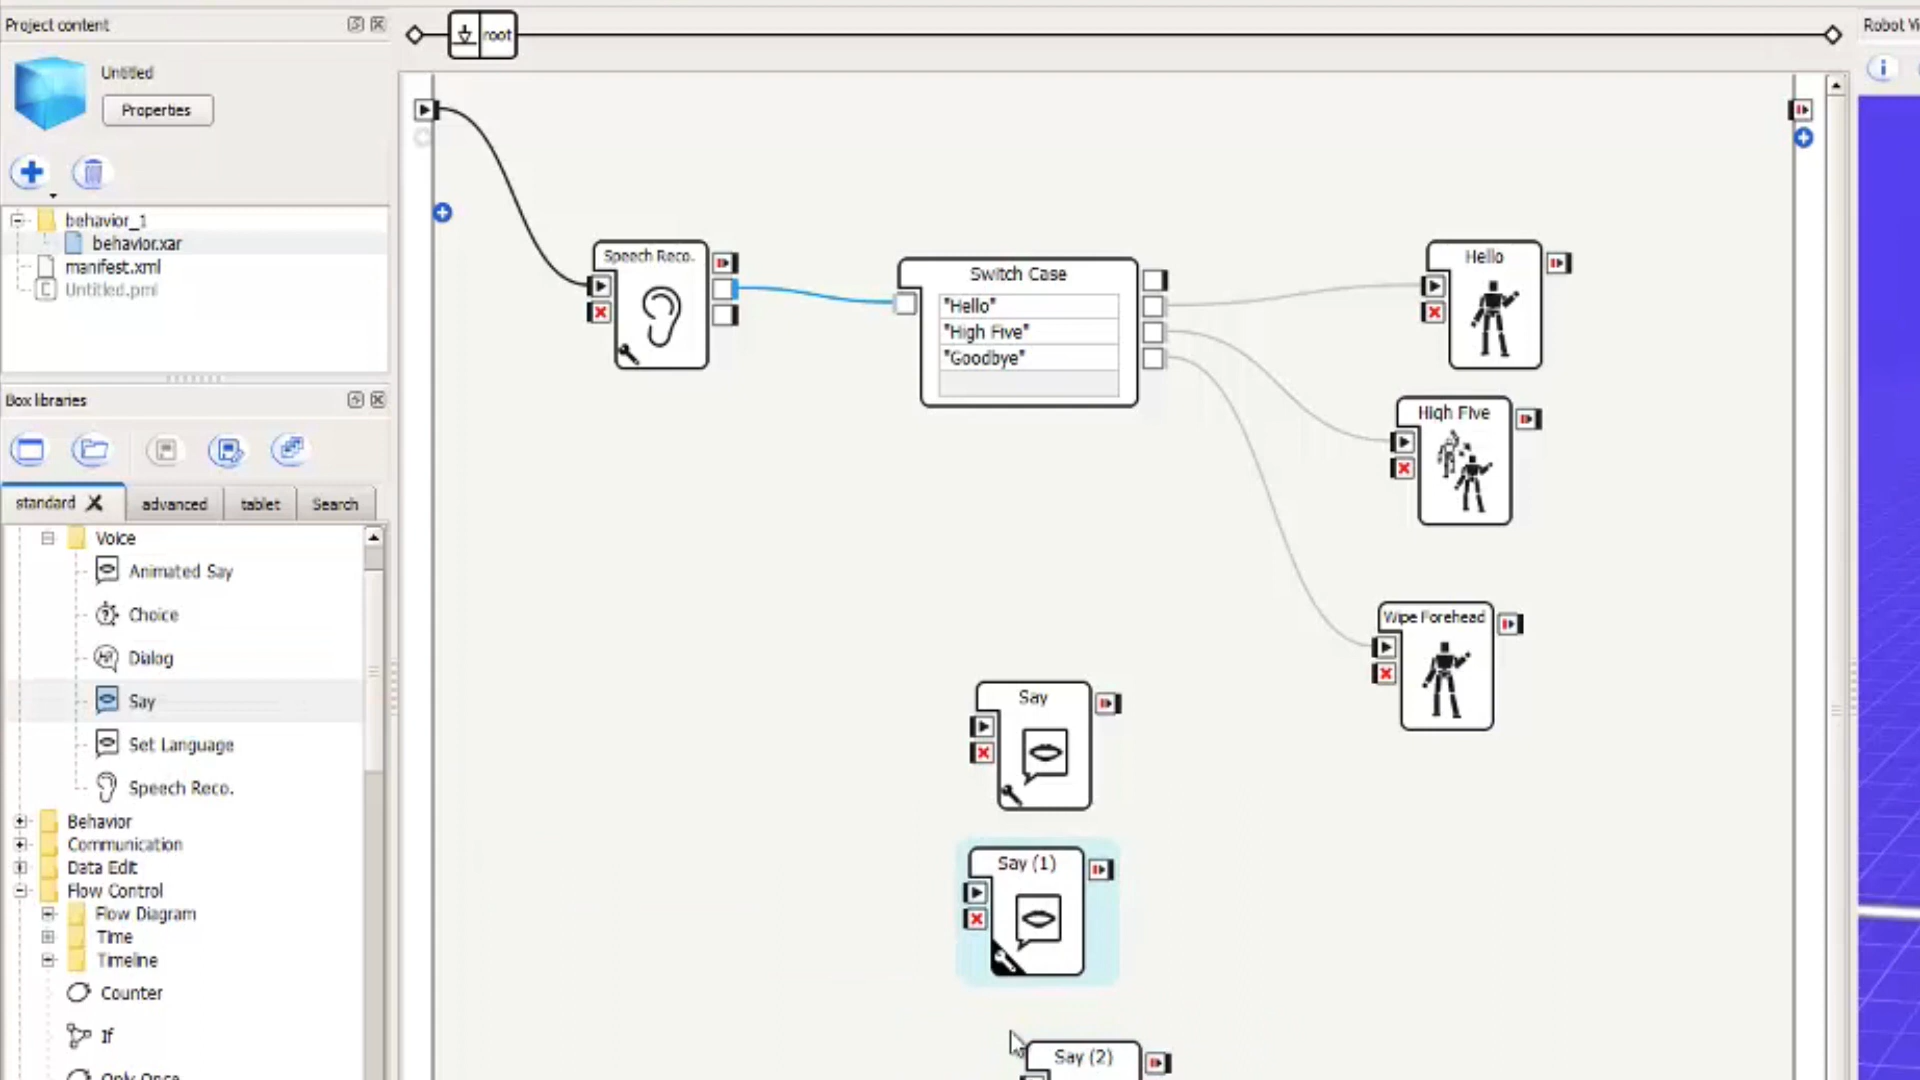 Project content
Untitled
Properties
behavior_1
behavior.xar
manifest.xml
Untitled.pml
Box libraries
standard
advanced
tablet
Search
Voice
Animated Say
Choice
Dialog
Say
Set Language
Speech Reco.
Behavior
Communication
Data Edit
Flow Control
Flow Diagram
Time
Timeline
Counter
If
Only Once
root
Speech Reco.
Switch Case
"Hello"
"High Five"
"Goodbye"
Hello
High Five
Wipe Forehead
Say
Say (1)
Say (2)
Robot Vi